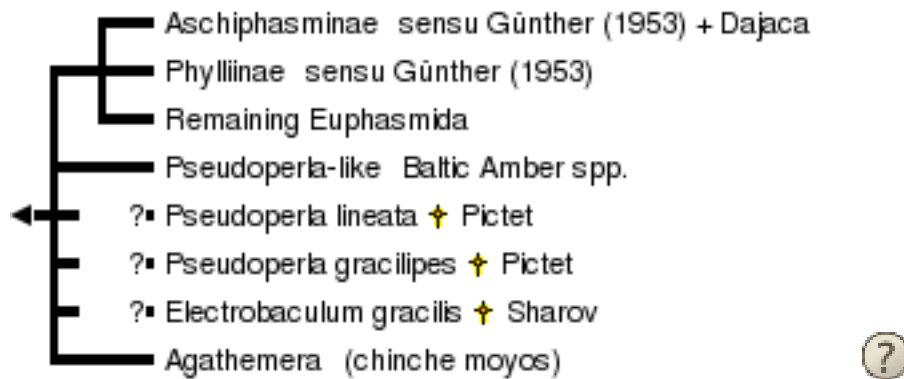 Aschiphasminae sensu Günther (1953) + Dajaca
Phylliinae sensu Günther (1953)
Remaining Euphasmida
Pseudoperla-like Baltic Amber spp.
? Pseudoperla lineata † Pictet
? Pseudoperla gracilipes † Pictet
? Electrobaculum gracilis † Sharov
Agathemera (chinche moyos)
?